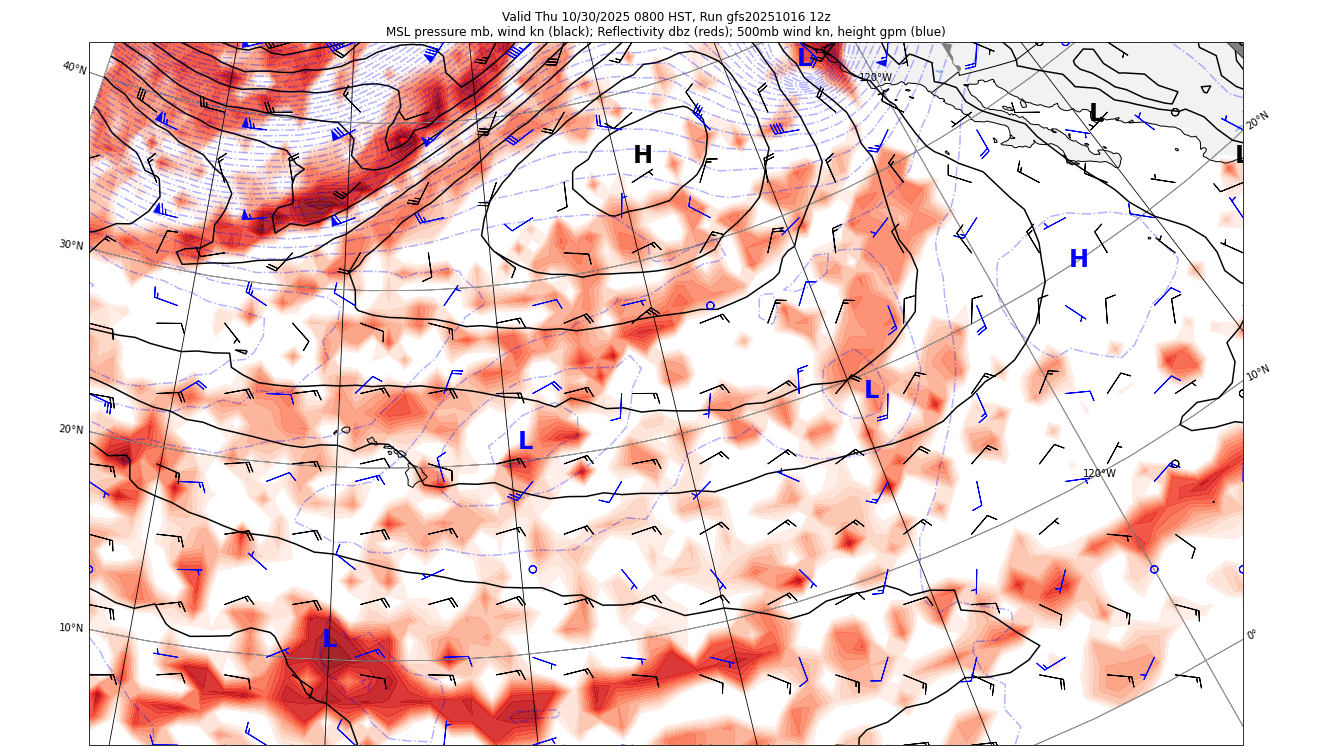 Valid Thu 10/30/2025 0800 HST, Run gfs20251016 12z
MSL pressure mb, wind kn (black); Reflectivity dbz (reds); 500mb wind kn, height gpm (blue)
L
40°N
120°W
L
20°N
H
L
30°N
H
10°N
L
20°N
L
120°W
10°N
L
0°